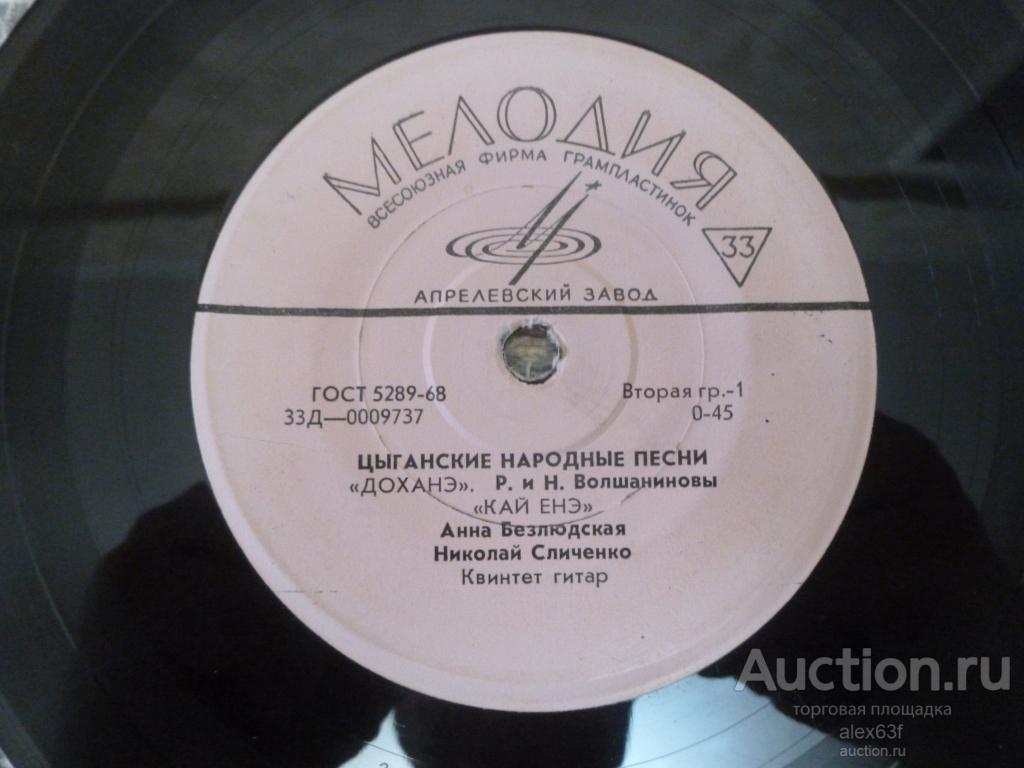 МЕЛОДИЯ
ВСЕСОЮЗНАЯ ФИРМА ГРАМПЛАСТИНОК
33
АПРЕЛЕВСКИЙ ЗАВОД
ГОСТ 5289-68
Вторая гр.-1
33Д—0009737
0-45
ЦЫГАНСКИЕ НАРОДНЫЕ ПЕСНИ
«ДОХАНЭ». Р. и Н. Волшаниновы
«КАЙ ЕНЭ»
Анна Безлюдская
Николай Сличенко
Квинтет гитар
Auction.ru
торговая площадка
alex63f
auction.ru